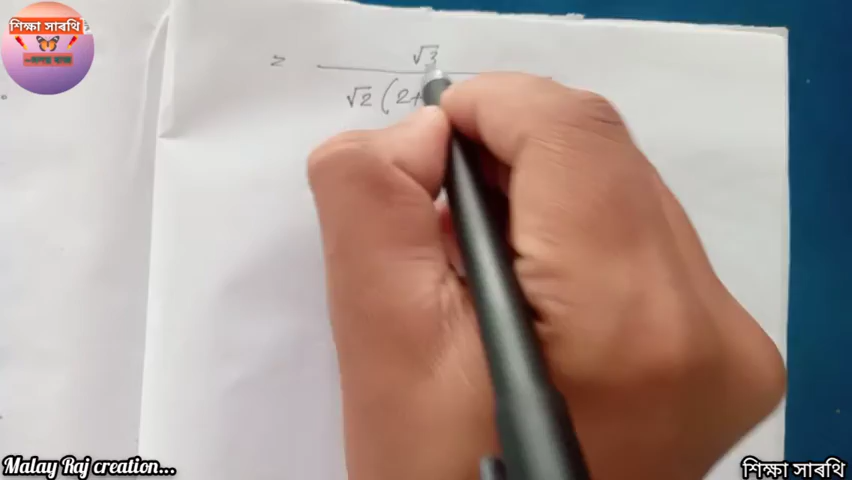 শিক্ষা সাৰথি
= √3
√2 (2+
Malay Raj creation...
শিক্ষা সাৰথি